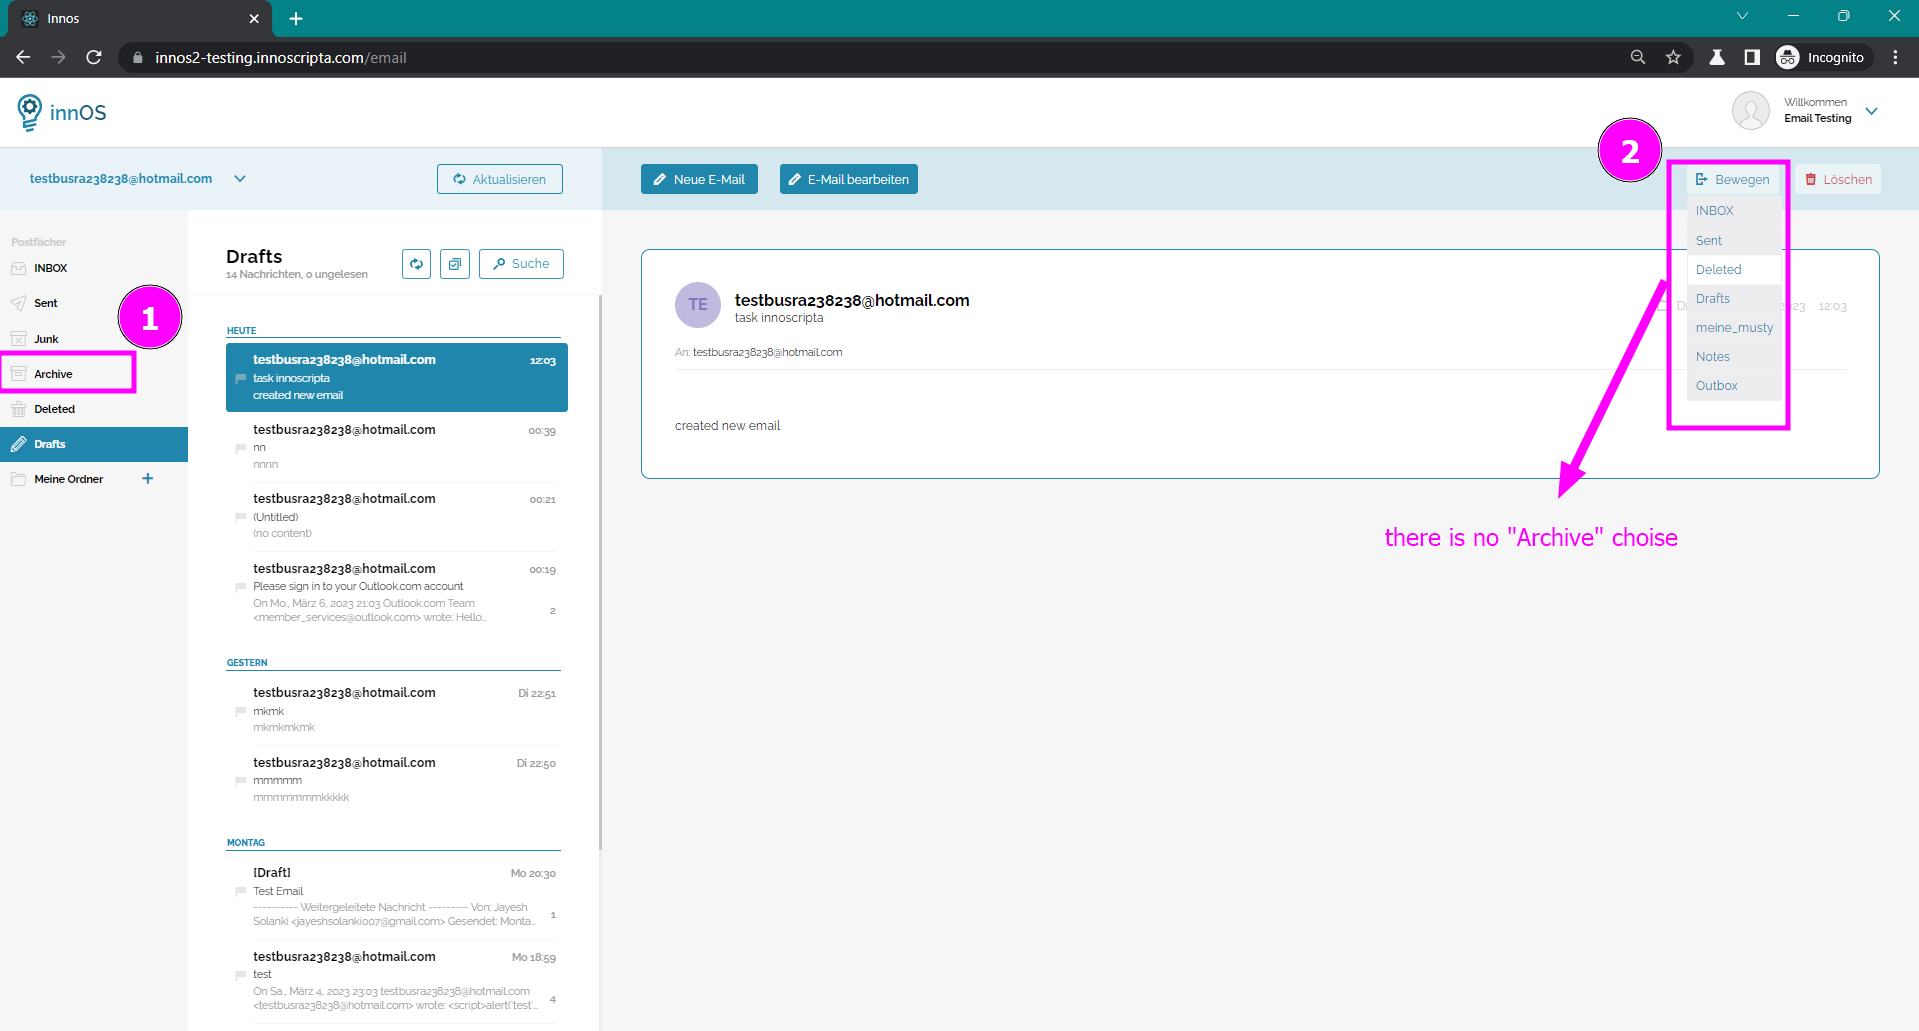 Innos
innos2-testing.innoscripta.com/email
Incognito
innOS
Willkommen
Email Testing
testbusra238238@hotmail.com
Aktualisieren
Neue E-Mail
E-Mail bearbeiten
2
Bewegen
Löschen
INBOX
Sent
Deleted
Drafts
meine_musty
Notes
Outbox
Postfächer
INBOX
Sent
1
Junk
Archive
Deleted
Drafts
Meine Ordner
Drafts
14 Nachrichten, 0 ungelesen
Suche
HEUTE
testbusra238238@hotmail.com 12:03
task innoscripta
created new email
testbusra238238@hotmail.com 00:39
nn
nnnn
testbusra238238@hotmail.com 00:21
(Untitled)
(no content)
testbusra238238@hotmail.com 00:19
Please sign in to your Outlook.com account
On Mo., März 6, 2023 21:03 Outlook.com Team
<member_services@outlook.com> wrote: Hello... 2
GESTERN
testbusra238238@hotmail.com Di 22:51
mkmk
mkmkmkmk
testbusra238238@hotmail.com Di 22:50
mmmmm
mmmmmmmkkkkk
MONTAG
[Draft] Mo 20:30
Test Email
---------- Weitergeleitete Nachricht --------- Von: Jayesh
Solanki <jayeshsolanki007@gmail.com> Gesendet: Monta... 1
testbusra238238@hotmail.com Mo 18:59
test
On Sa., März 4, 2023 23:03 testbusra238238@hotmail.com
<testbusra238238@hotmail.com> wrote: <script>alert('test'... 4
TE
testbusra238238@hotmail.com
task innoscripta
12:03
An: testbusra238238@hotmail.com
created new email
there is no "Archive" choise